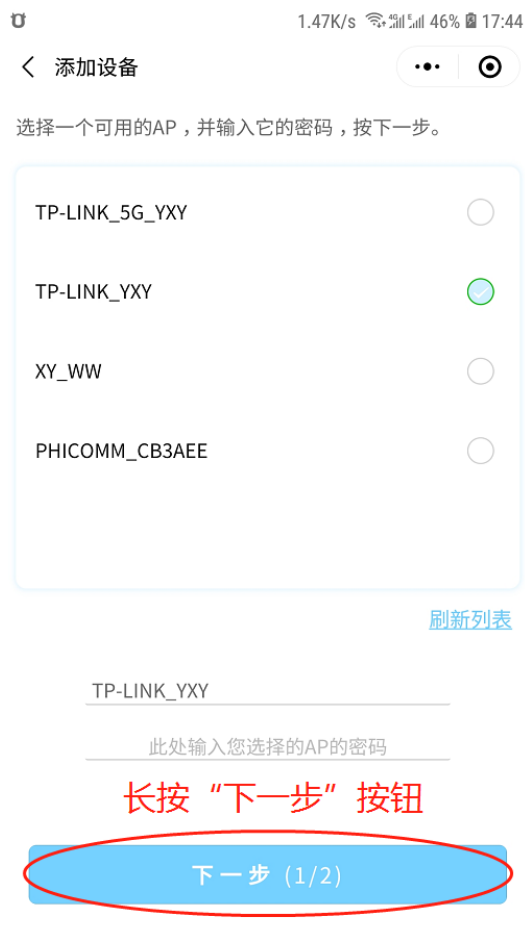 1.47K/s 46% 17:44
添加设备
选择一个可用的AP，并输入它的密码，按下一步。
TP-LINK_5G_YXY
TP-LINK_YXY
XY_WW
PHICOMM_CB3AEE
刷新列表
TP-LINK_YXY
此处输入您选择的AP的密码
长按“下一步”按钮
下一步 (1/2)